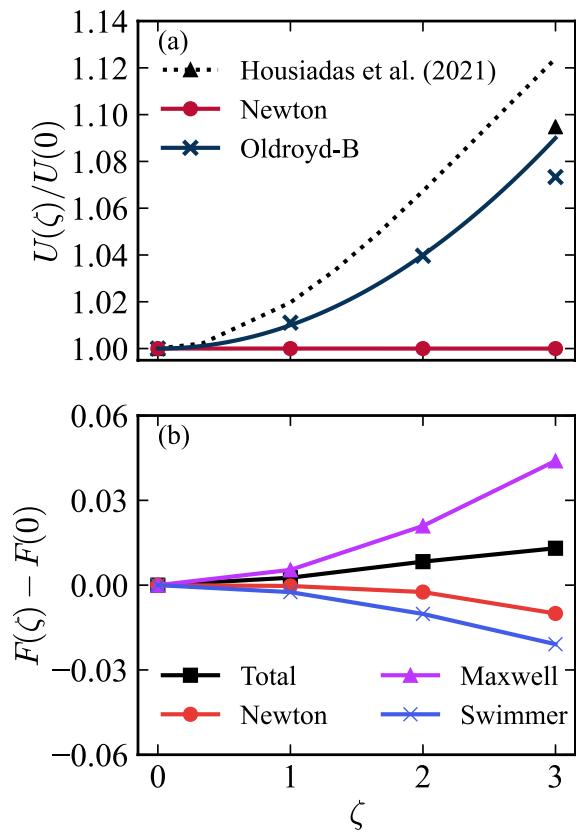 (a)
1.14
1.12
1.10
1.08
1.06
1.04
1.02
1.00
U(ζ)/U(0)
Housiadas et al. (2021)
Newton
Oldroyd-B
(b)
0.06
0.03
0.00
−0.03
−0.06
F(ζ) − F(0)
Total
Maxwell
Newton
Swimmer
0 1 2 3
ζ